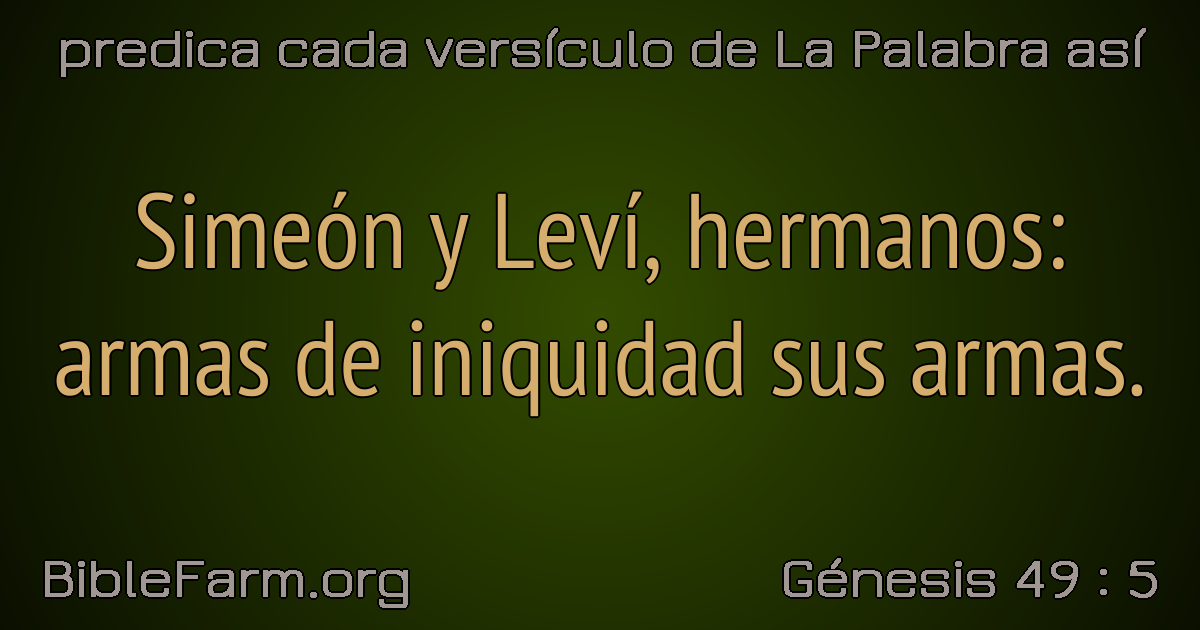 predica cada versículo de La Palabra así
Simeón y Leví, hermanos:
armas de iniquidad sus armas.
BibleFarm.org
Génesis 49 : 5